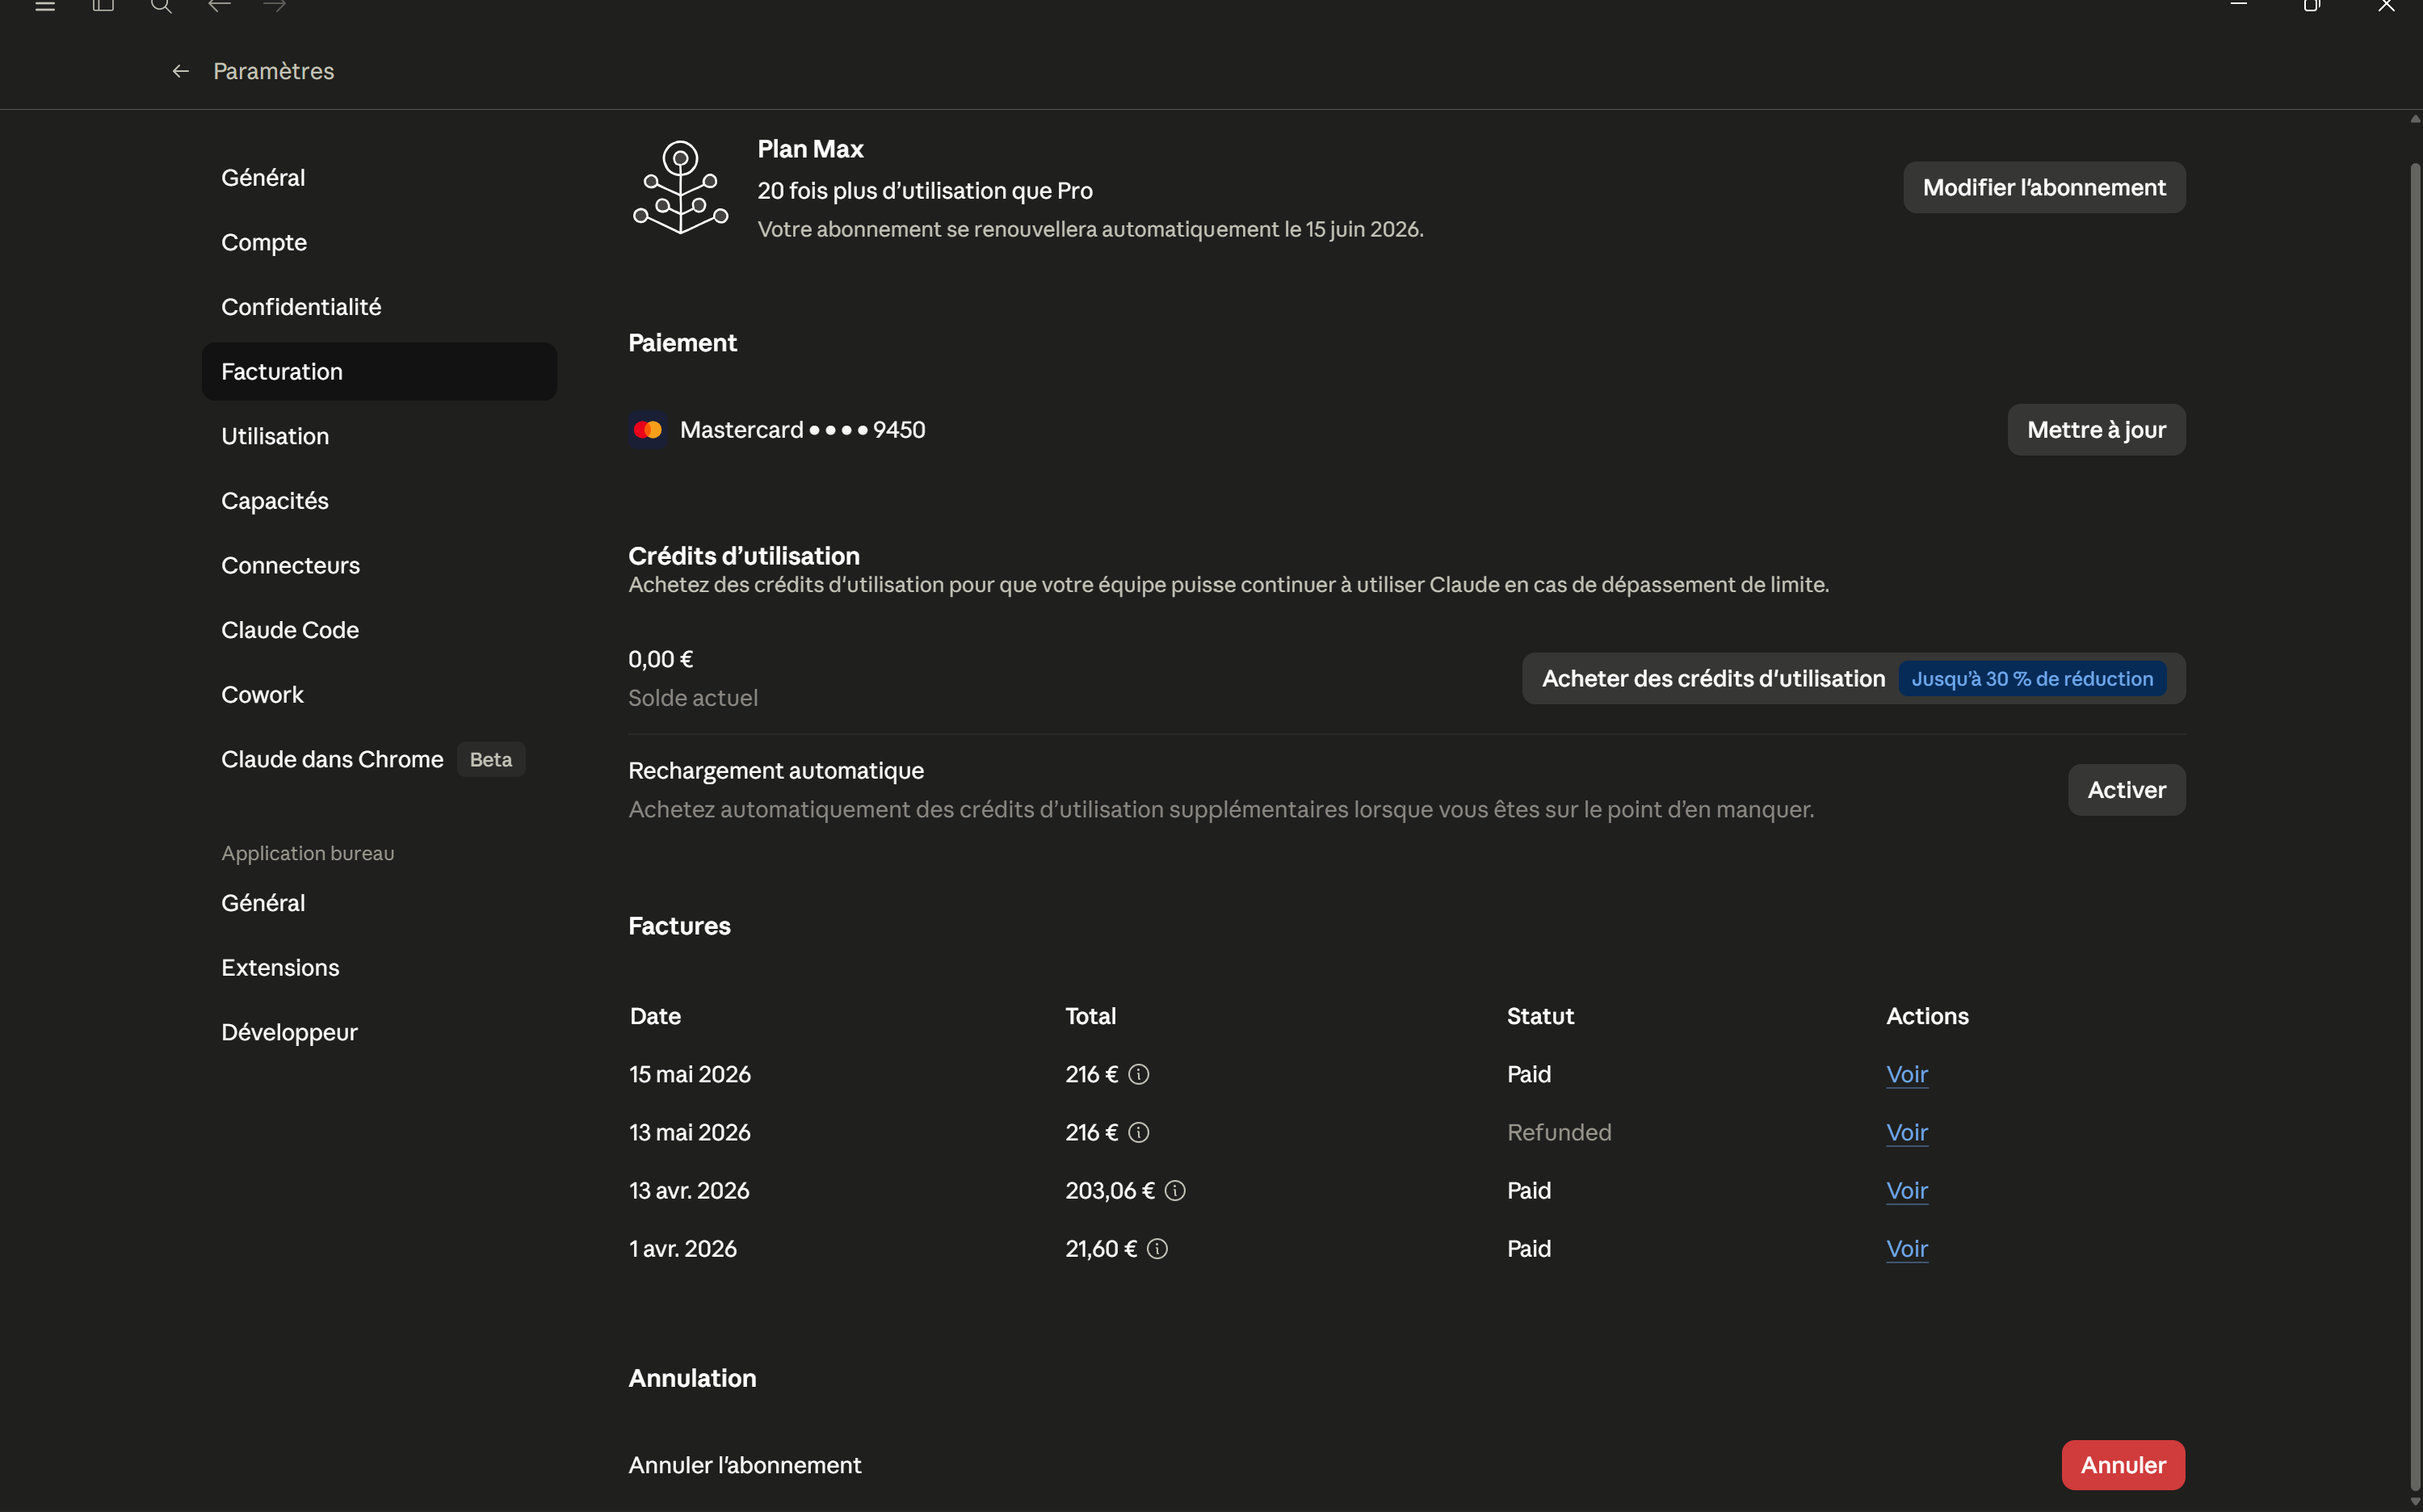 Paramètres
Général
Compte
Confidentialité
Facturation
Utilisation
Capacités
Connecteurs
Claude Code
Cowork
Claude dans Chrome Beta
Application bureau
Général
Extensions
Développeur
Plan Max
20 fois plus d’utilisation que Pro
Votre abonnement se renouvellera automatiquement le 15 juin 2026.
Modifier l’abonnement
Paiement
Mastercard •••• 9450
Mettre à jour
Crédits d’utilisation
Achetez des crédits d’utilisation pour que votre équipe puisse continuer à utiliser Claude en cas de dépassement de limite.
0,00 €
Solde actuel
Acheter des crédits d’utilisation Jusqu’à 30 % de réduction
Rechargement automatique
Achetez automatiquement des crédits d’utilisation supplémentaires lorsque vous êtes sur le point d’en manquer.
Activer
Factures
Date Total Statut Actions
15 mai 2026 216 € Paid Voir
13 mai 2026 216 € Refunded Voir
13 avr. 2026 203,06 € Paid Voir
1 avr. 2026 21,60 € Paid Voir
Annulation
Annuler l’abonnement
Annuler